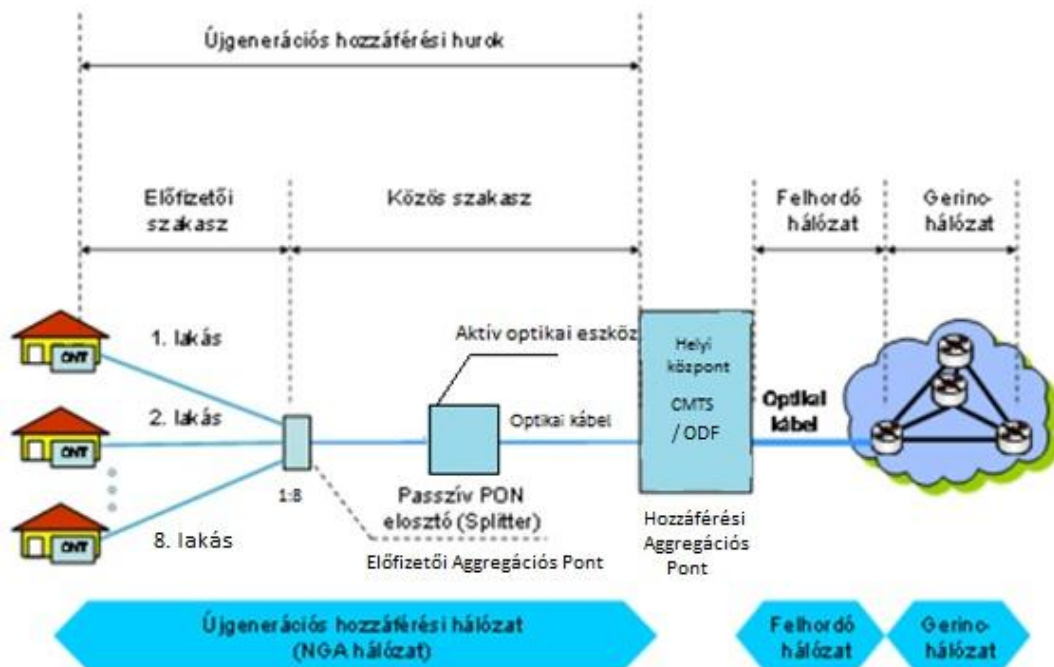 Újgenerációs hozzáférési hurok
Előfizetői
szakasz
Közös szakasz
Felhordó
hálózat
Gerino-
hálózat
1. lakás
ONT
2. lakás
ONT
8. lakás
ONT
1:8
Aktív optikai eszköz
Optikai kábel
Passzív PON
elosztó (Splitter)
Előfizetői Aggregációs Pont
Helyi
központ
CMTS
/ ODF
Hozzáférési
Aggregációs
Pont
Optikai
kábel
Újgenerációs hozzáférési hálózat
(NGA hálózat)
Felhordó
hálózat
Gerino-
hálózat